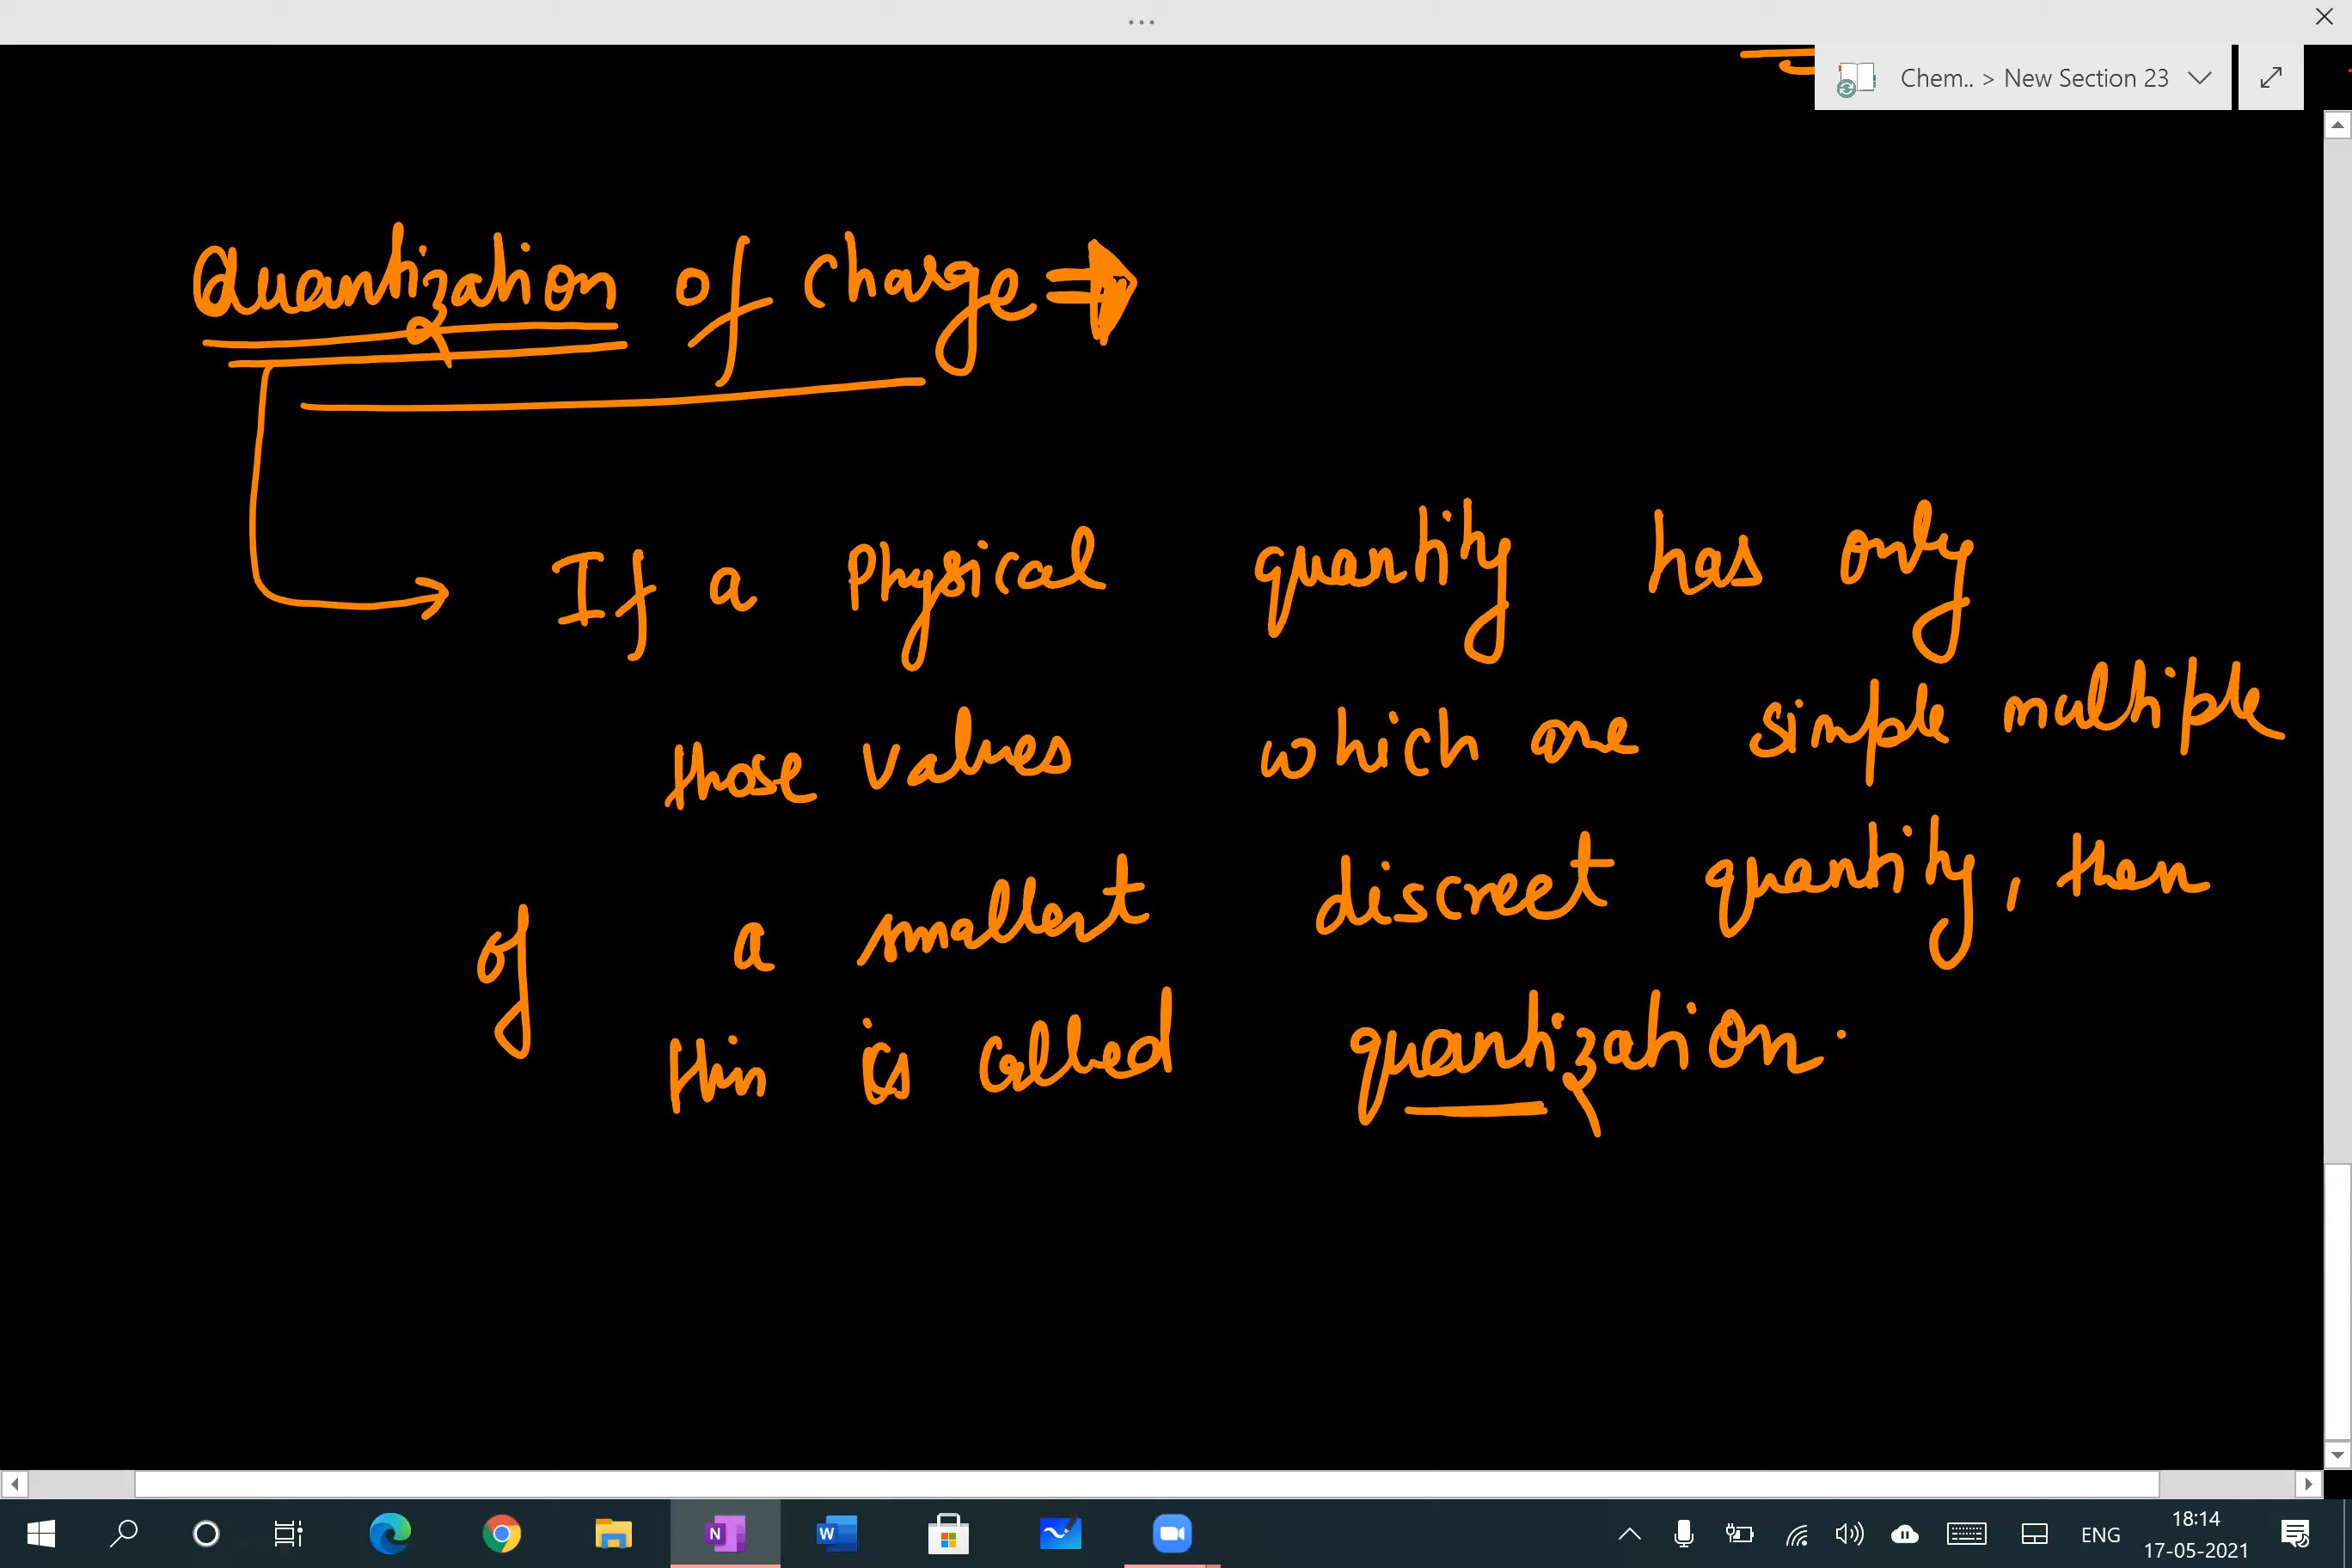 ...
Chem.. > New Section 23
Quantization of charge ⇒
If a Physical quantity has only
those values which are simple multiple
of a smallest discreet quantity, then
this is called quantization.
ENG
18:14
17-05-2021